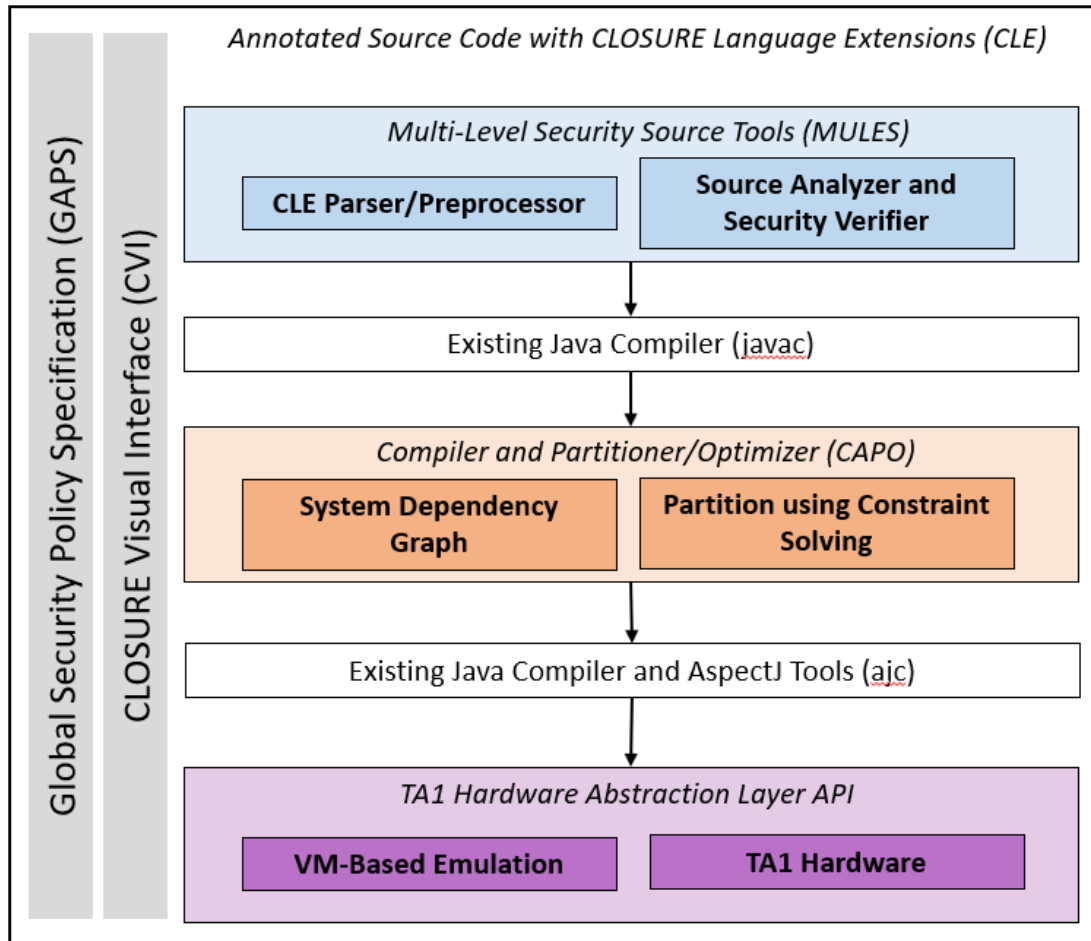 Annotated Source Code with CLOSURE Language Extensions (CLE)
Global Security Policy Specification (GAPS)
CLOSURE Visual Interface (CVI)
Multi-Level Security Source Tools (MULES)
CLE Parser/Preprocessor
Source Analyzer and
Security Verifier
Existing Java Compiler (javac)
Compiler and Partitioner/Optimizer (CAPO)
System Dependency
Graph
Partition using Constraint
Solving
Existing Java Compiler and AspectJ Tools (ajc)
TA1 Hardware Abstraction Layer API
VM-Based Emulation
TA1 Hardware